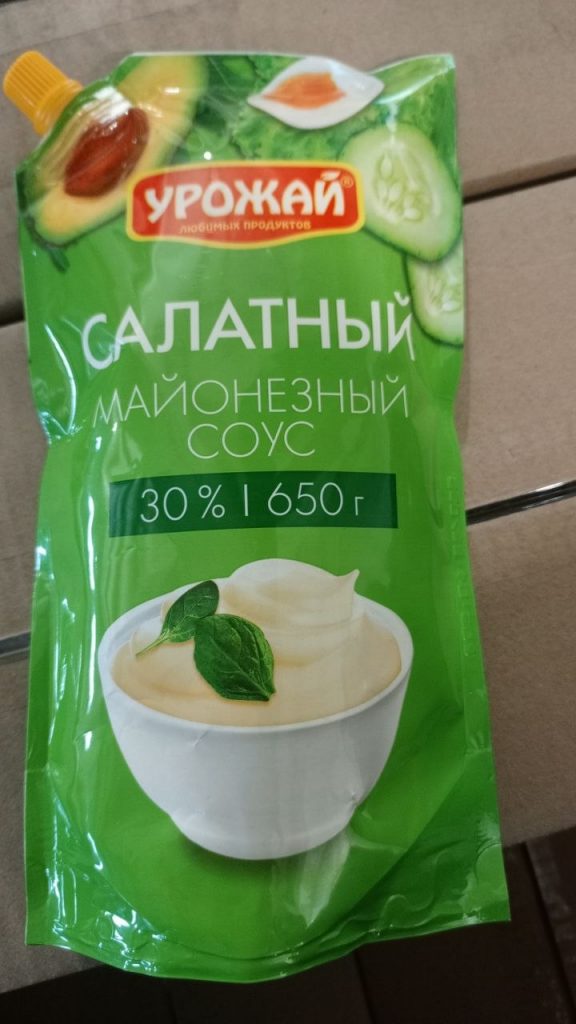 УРОЖАЙ®
ЛЮБИМЫХ ПРОДУКТОВ
САЛАТНЫЙ
МАЙОНЕЗНЫЙ
СОУС
30 % | 650 г